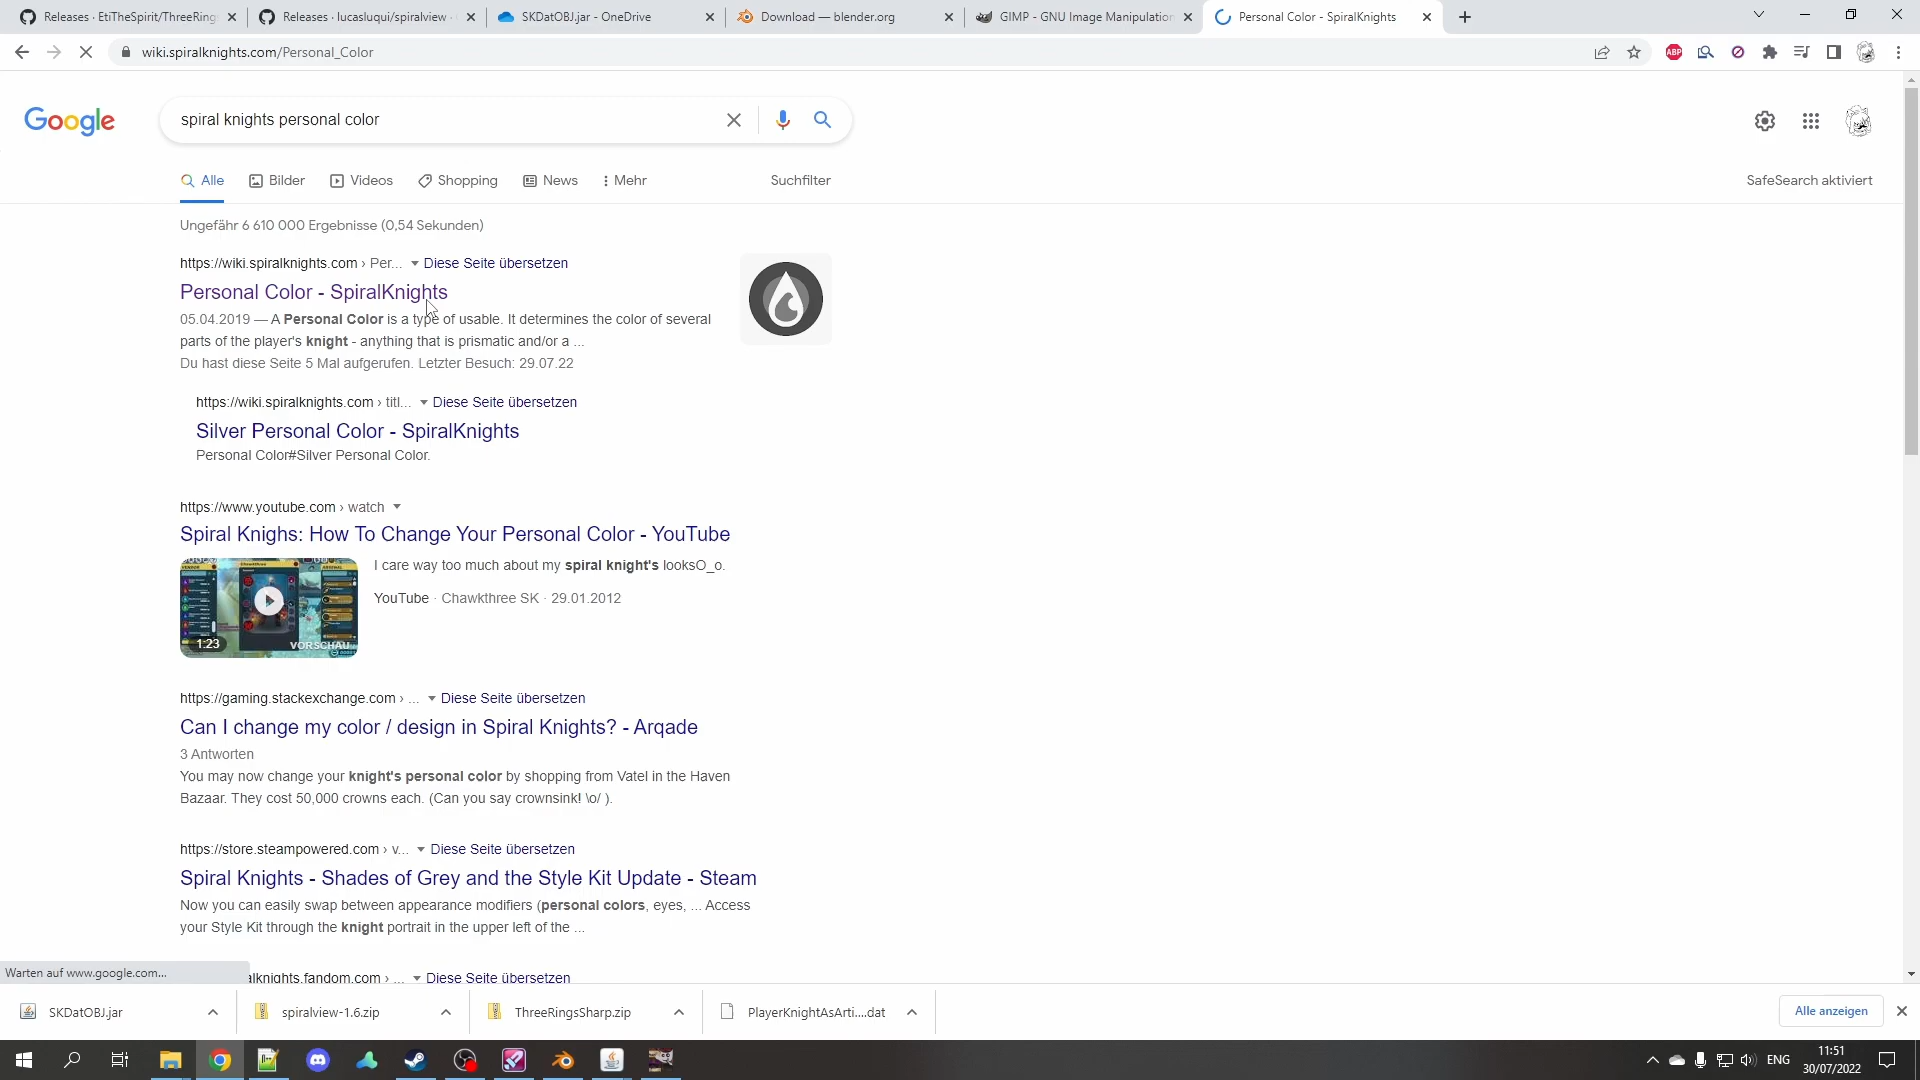 Releases · EtiTheSpirit/ThreeRing
Releases · lucasluqui/spiralview ·
SKDatOBJ.jar - OneDrive
Download — blender.org
GIMP - GNU Image Manipulation
Personal Color - SpiralKnights
wiki.spiralknights.com/Personal_Color
ABP
Google
spiral knights personal color
Alle
Bilder
Videos
Shopping
News
Mehr
Suchfilter
SafeSearch aktiviert
Ungefähr 6 610 000 Ergebnisse (0,54 Sekunden)
https://wiki.spiralknights.com › Per... Diese Seite übersetzen
Personal Color - SpiralKnights
05.04.2019 — A Personal Color is a type of usable. It determines the color of several
parts of the player's knight - anything that is prismatic and/or a ...
Du hast diese Seite 5 Mal aufgerufen. Letzter Besuch: 29.07.22
https://wiki.spiralknights.com › titl... Diese Seite übersetzen
Silver Personal Color - SpiralKnights
Personal Color#Silver Personal Color.
https://www.youtube.com › watch
Spiral Knighs: How To Change Your Personal Color - YouTube
I care way too much about my spiral knight's looksO_o.
YouTube · Chawkthree SK · 29.01.2012
1:23
VORSCHAU
https://gaming.stackexchange.com › ... Diese Seite übersetzen
Can I change my color / design in Spiral Knights? - Arqade
3 Antworten
You may now change your knight's personal color by shopping from Vatel in the Haven
Bazaar. They cost 50,000 crowns each. (Can you say crownsink! \o/ ).
https://store.steampowered.com › v... Diese Seite übersetzen
Spiral Knights - Shades of Grey and the Style Kit Update - Steam
Now you can easily swap between appearance modifiers (personal colors, eyes, ... Access
your Style Kit through the knight portrait in the upper left of the ...
Warten auf www.google.com...
alknights.fandom.com › ... Diese Seite übersetzen
SKDatOBJ.jar
spiralview-1.6.zip
ThreeRingsSharp.zip
PlayerKnightAsArti....dat
Alle anzeigen
ENG
11:51
30/07/2022